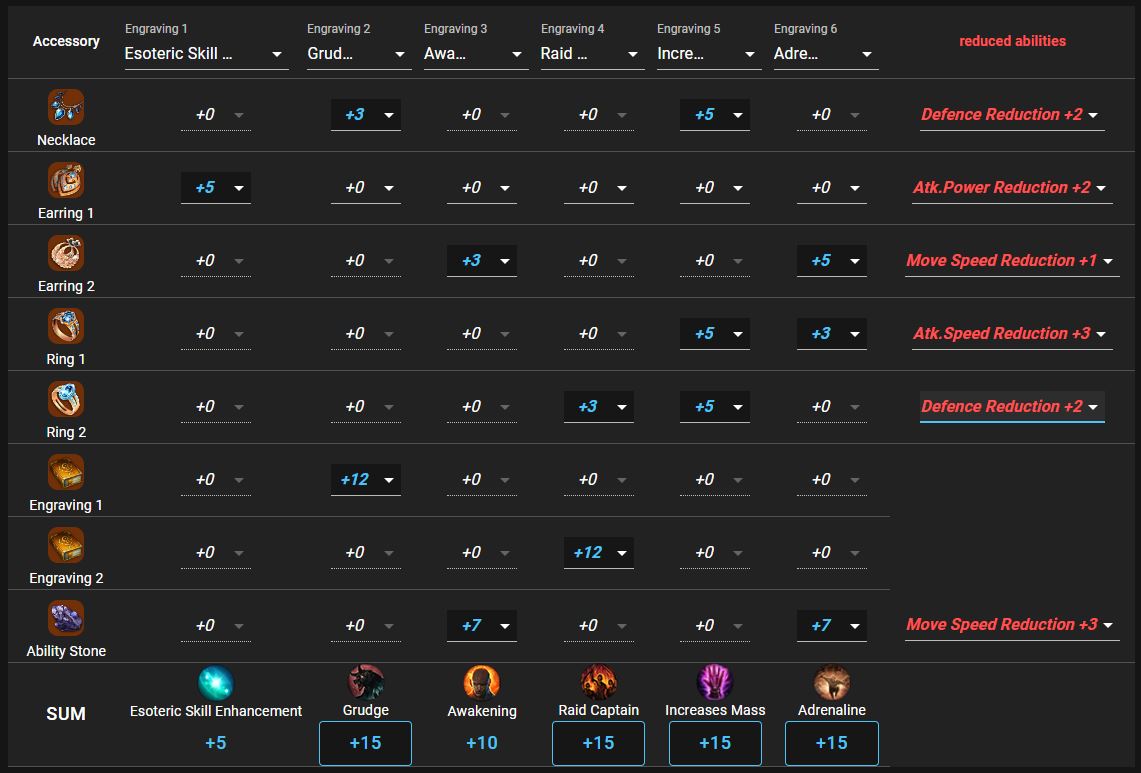 Accessory Engraving 1 Engraving 2 Engraving 3 Engraving 4 Engraving 5 Engraving 6 reduced abilities
Esoteric Skill ... Grud... Awa... Raid ... Incre... Adre...
Necklace +0 +3 +0 +0 +5 +0 Defence Reduction +2
Earring 1 +5 +0 +0 +0 +0 +0 Atk.Power Reduction +2
Earring 2 +0 +0 +3 +0 +0 +5 Move Speed Reduction +1
Ring 1 +0 +0 +0 +0 +5 +3 Atk.Speed Reduction +3
Ring 2 +0 +0 +0 +3 +5 +0 Defence Reduction +2
Engraving 1 +0 +12 +0 +0 +0 +0
Engraving 2 +0 +0 +0 +12 +0 +0
Ability Stone +0 +0 +7 +0 +0 +7 Move Speed Reduction +3
SUM Esoteric Skill Enhancement Grudge Awakening Raid Captain Increases Mass Adrenaline
+5 +15 +10 +15 +15 +15